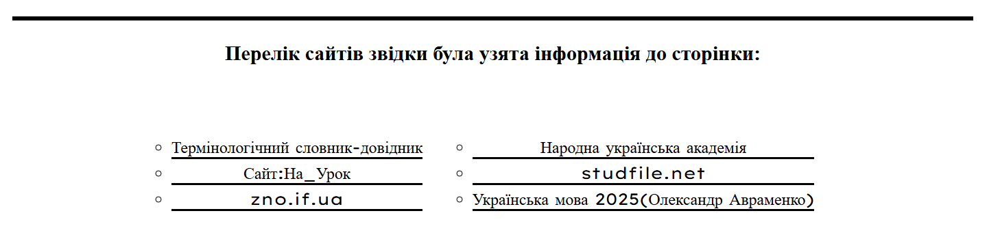 Перелік сайтів звідки була узята інформація до сторінки:
Термінологічний словник-довідник
Сайт:На_Урок
zno.if.ua
Народна українська академія
studfile.net
Українська мова 2025(Олександр Авраменко)